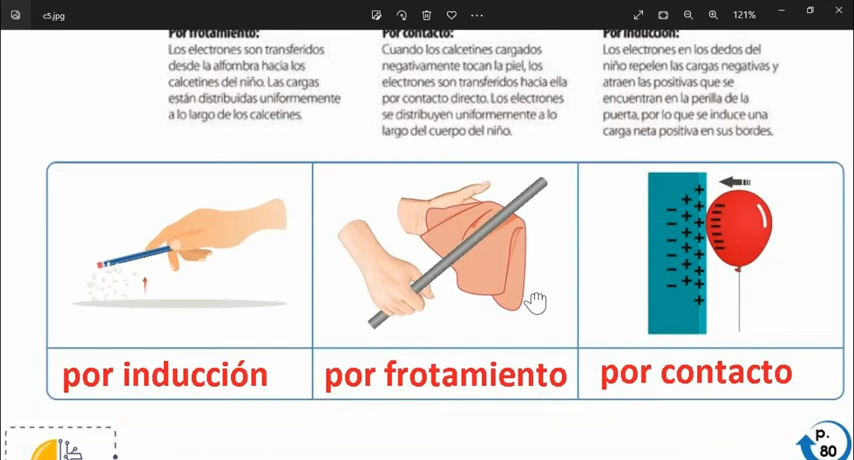 c5.jpg
121%
Por frotamiento:
Los electrones son transferidos
desde la alfombra hacia los
calcetines del niño. Las cargas
están distribuidas uniformemente
a lo largo de los calcetines.
Por contacto:
Cuando los calcetines cargados
negativamente tocan la piel, los
electrones son transferidos hacia ella
por contacto directo. Los electrones
se distribuyen uniformemente a lo
largo del cuerpo del niño.
Por inducción:
Los electrones en los dedos del
niño repelen las cargas negativas y
atraen las positivas que se
encuentran en la perilla de la
puerta, por lo que se induce una
carga neta positiva en sus bordes.
por inducción
por frotamiento
por contacto
p.
80